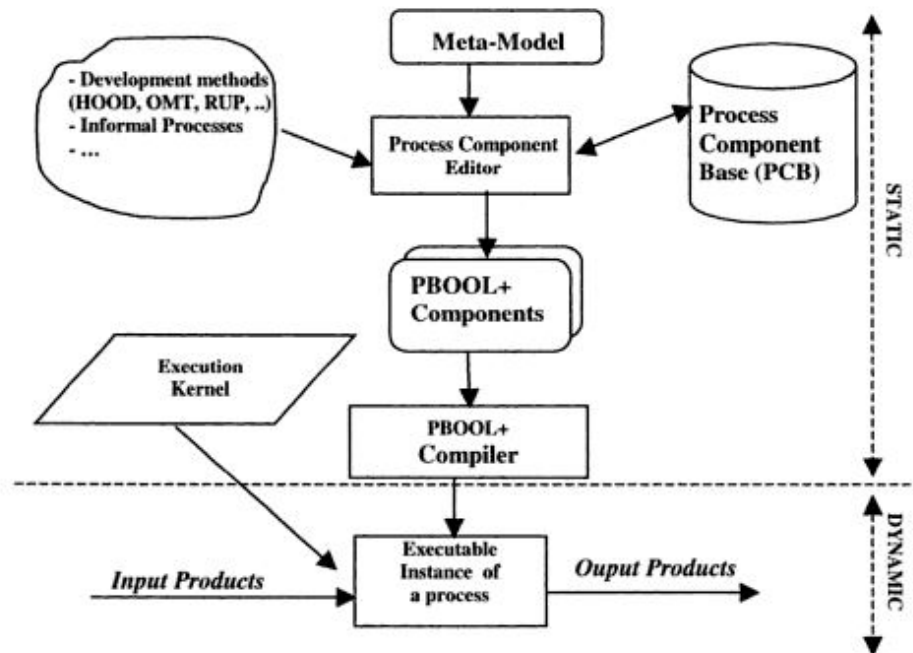 Meta-Model
- Development methods
(HOOD, OMT, RUP, ..)
- Informal Processes
- ...
Process Component
Editor
Process
Component
Base (PCB)
STATIC
PBOOL+
Components
Execution
Kernel
PBOOL+
Compiler
DYNAMIC
Executable
Instance of
a process
Input Products
Ouput Products